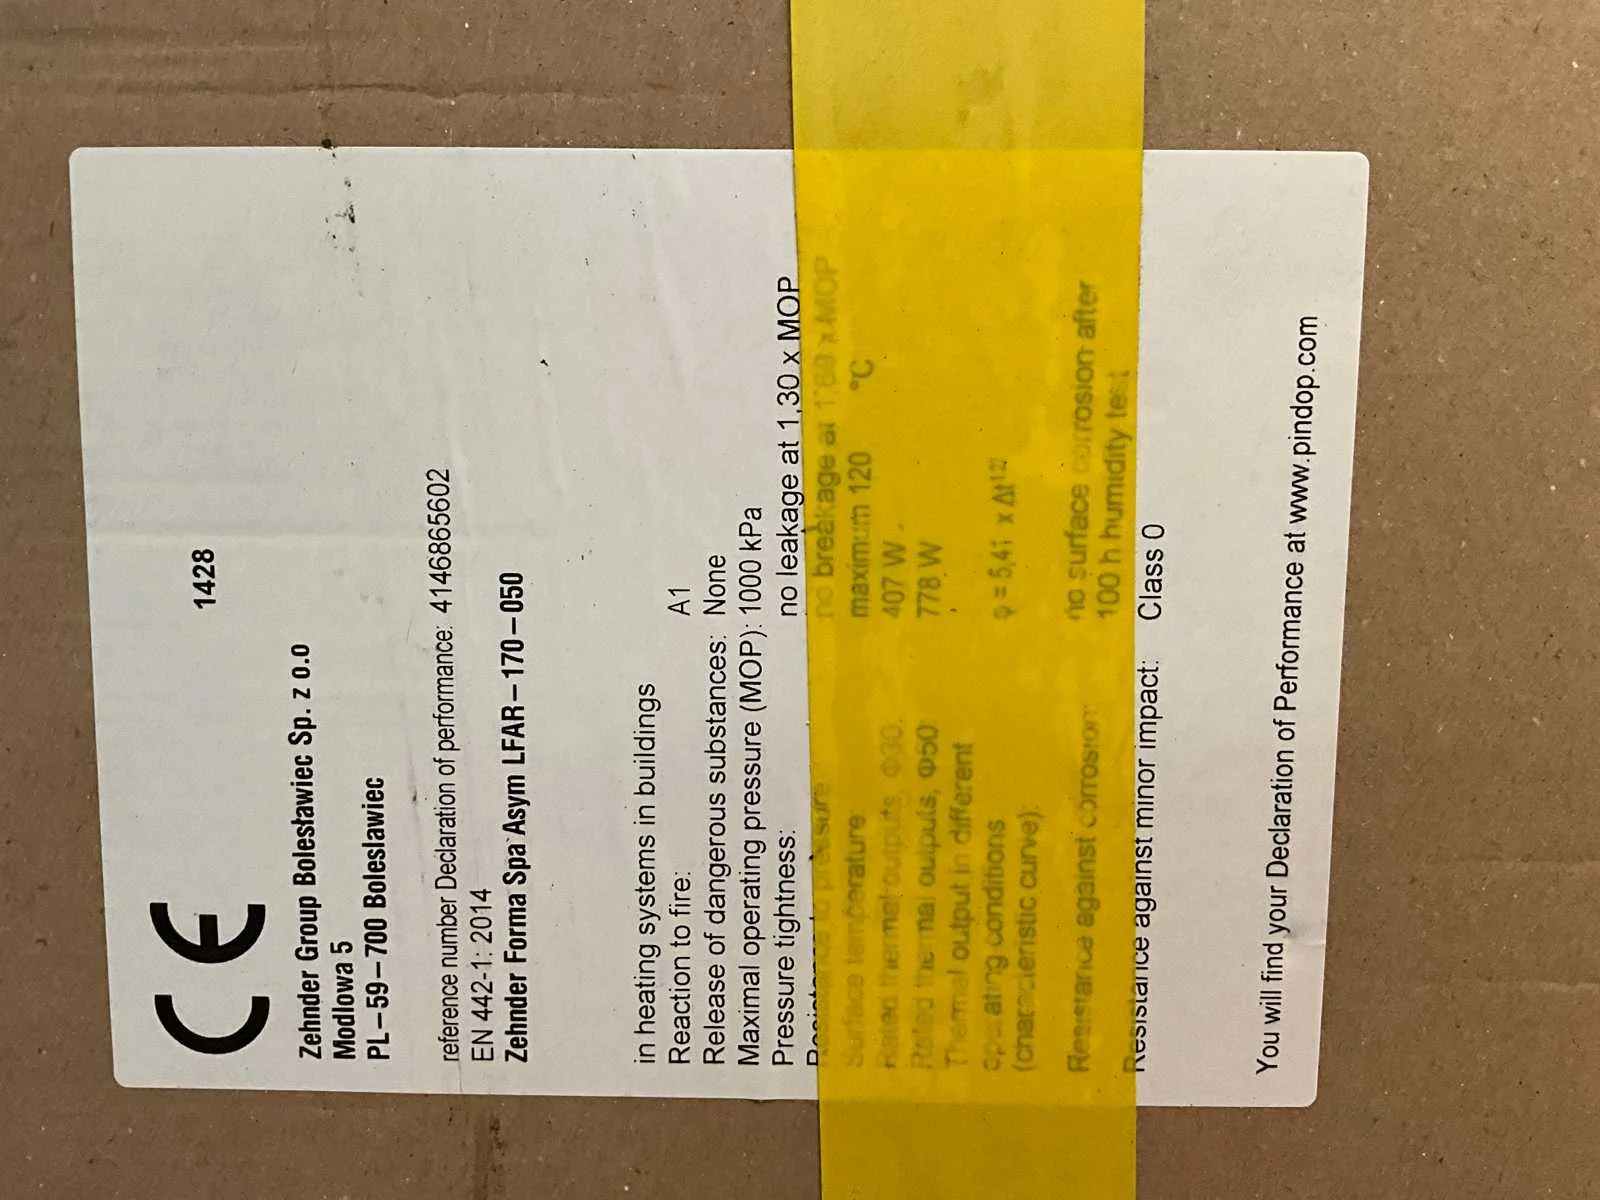 CE
1428
Zehnder Group Bolesławiec Sp. z o.o
Modlowa 5
PL-59-700 Boleslawiec
reference number Declaration of performance: 4146865602
EN 442-1: 2014
Zehnder Forma Spa Asym LFAR-170-050
in heating systems in buildings
Reaction to fire: A1
Release of dangerous substances: None
Maximal operating pressure (MOP): 1000 kPa
Pressure tightness: no leakage at 1,30 x MOP
Resistance to pressure no breakage at x MOP
Surface temperature: maximum 120 °C
Rated thermal outputs, Φ30: 407 W
Rated thermal outputs, Φ50: 778 W
Thermal output in different
operating conditions
(characteristic curve):
Resistance against corrosion: no surface corrosion after
100 h humidity test
Resistance against minor impact: Class 0
You will find your Declaration of Performance at www.pindop.com